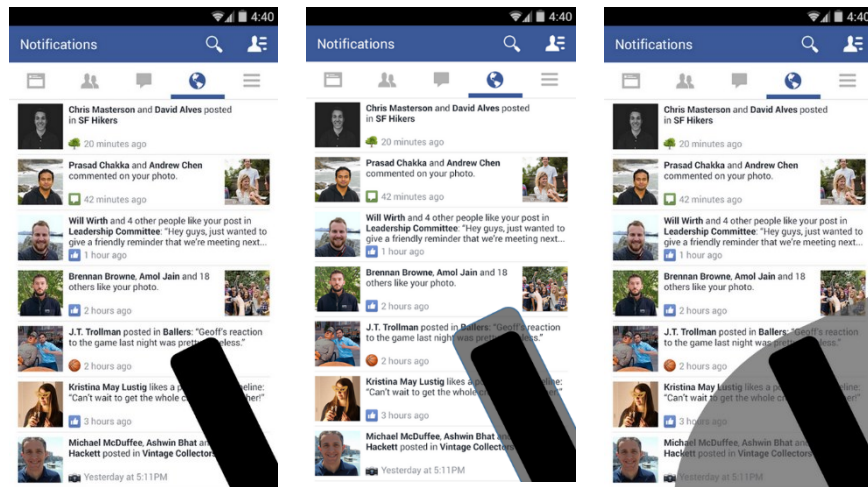 4:40
Notifications
Chris Masterson and David Alves posted
in SF Hikers
20 minutes ago
Prasad Chakka and Andrew Chen
commented on your photo.
42 minutes ago
Will Wirth and 4 other people like your post in
Leadership Committee: “Hey guys, just wanted to
give a friendly reminder that we're meeting next...
1 hour ago
Brennan Browne, Amol Jain and 18
others like your photo.
2 hours ago
J.T. Trollman posted in Ballers: “Geoff's reaction
to the game last night was
2 hours ago
Kristina May Lustig likes a
“Can't wait to get the whole
3 hours ago
Michael McDuffee, Ashwin Bhat
Hackett posted in Vintage
Yesterday at 5:11PM
4:40
Notifications
Chris Masterson and David Alves posted
in SF Hikers
20 minutes ago
Prasad Chakka and Andrew Chen
commented on your photo.
42 minutes ago
Will Wirth and 4 other people like your post in
Leadership Committee: “Hey guys, just wanted to
give a friendly reminder that we're meeting next...
1 hour ago
Brennan Browne, Amol Jain and 18
others like your photo.
2 hours ago
J.T. Trollman posted in Ballers: “Geoff's reaction
to the game last night was
2 hours ago
Kristina May Lustig likes a
“Can't wait to get the whole
3 hours ago
Michael McDuffee, Ashwin Bhat
Hackett posted in Vintage
Yesterday at 5:11PM
4:40
Notifications
Chris Masterson and David Alves posted
in SF Hikers
20 minutes ago
Prasad Chakka and Andrew Chen
commented on your photo.
42 minutes ago
Will Wirth and 4 other people like your post in
Leadership Committee: “Hey guys, just wanted to
give a friendly reminder that we're meeting next...
1 hour ago
Brennan Browne, Amol Jain and 18
others like your photo.
2 hours ago
J.T. Trollman posted in Ballers: “Geoff's reaction
to the game last night was
2 hours ago
Kristina May Lustig likes a
“Can't wait to get the whole
3 hours ago
Michael McDuffee, Ashwin Bhat
Hackett posted in Vintage
Yesterday at 5:11PM